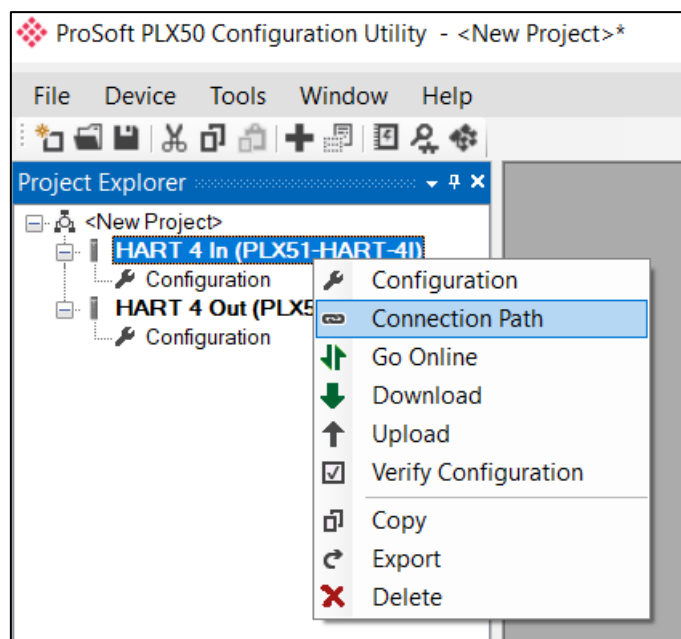 ProSoft PLX50 Configuration Utility - <New Project>*
File Device Tools Window Help
Project Explorer
<New Project>
HART 4 In (PLX51-HART-4I)
Configuration
HART 4 Out (PLX5
Configuration
Configuration
Connection Path
Go Online
Download
Upload
Verify Configuration
Copy
Export
Delete